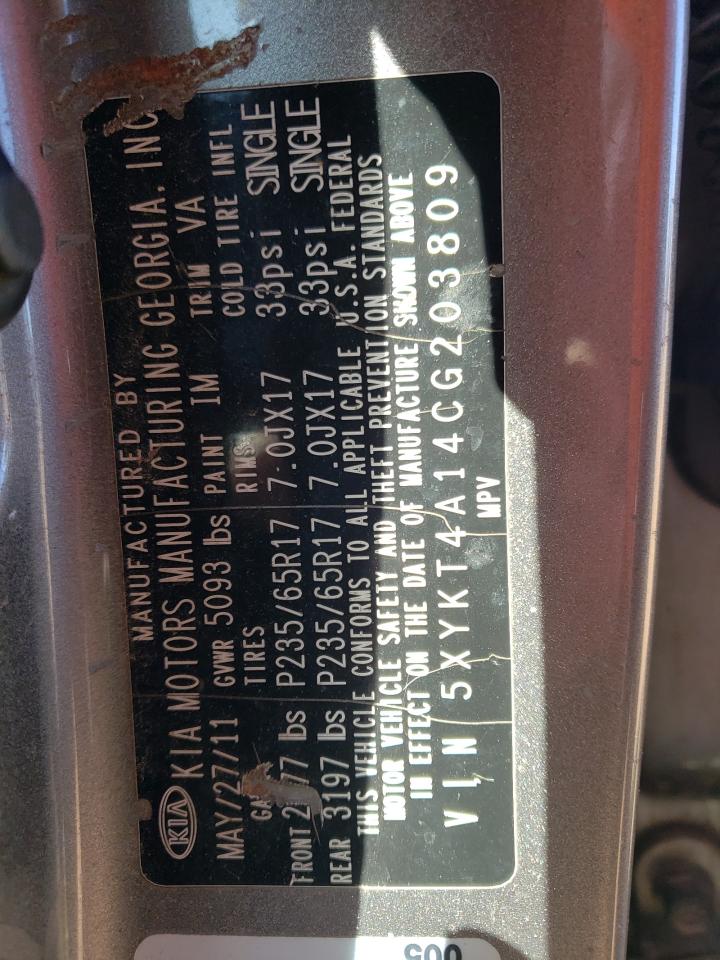 KIA
MANUFACTURED BY
KIA MOTORS MANUFACTURING GEORGIA. INC
MAY/27/11 GVWR 5093 lbs PAINT IM TRIM VA
TIRES RIMS COLD TIRE INFL
FRONT lbs P235/65R17 7.0JX17 33psi SINGLE
REAR 3197 lbs P235/65R17 7.0JX17 33psi SINGLE
THIS VEHICLE CONFORMS TO ALL APPLICABLE U.S.A. FEDERAL
MOTOR VEHICLE SAFETY AND THEFT PREVENTION STANDARDS
IN EFFECT ON THE DATE OF MANUFACTURE SHOWN ABOVE
VIN 5XYKT4A14CG203809
MPV
005